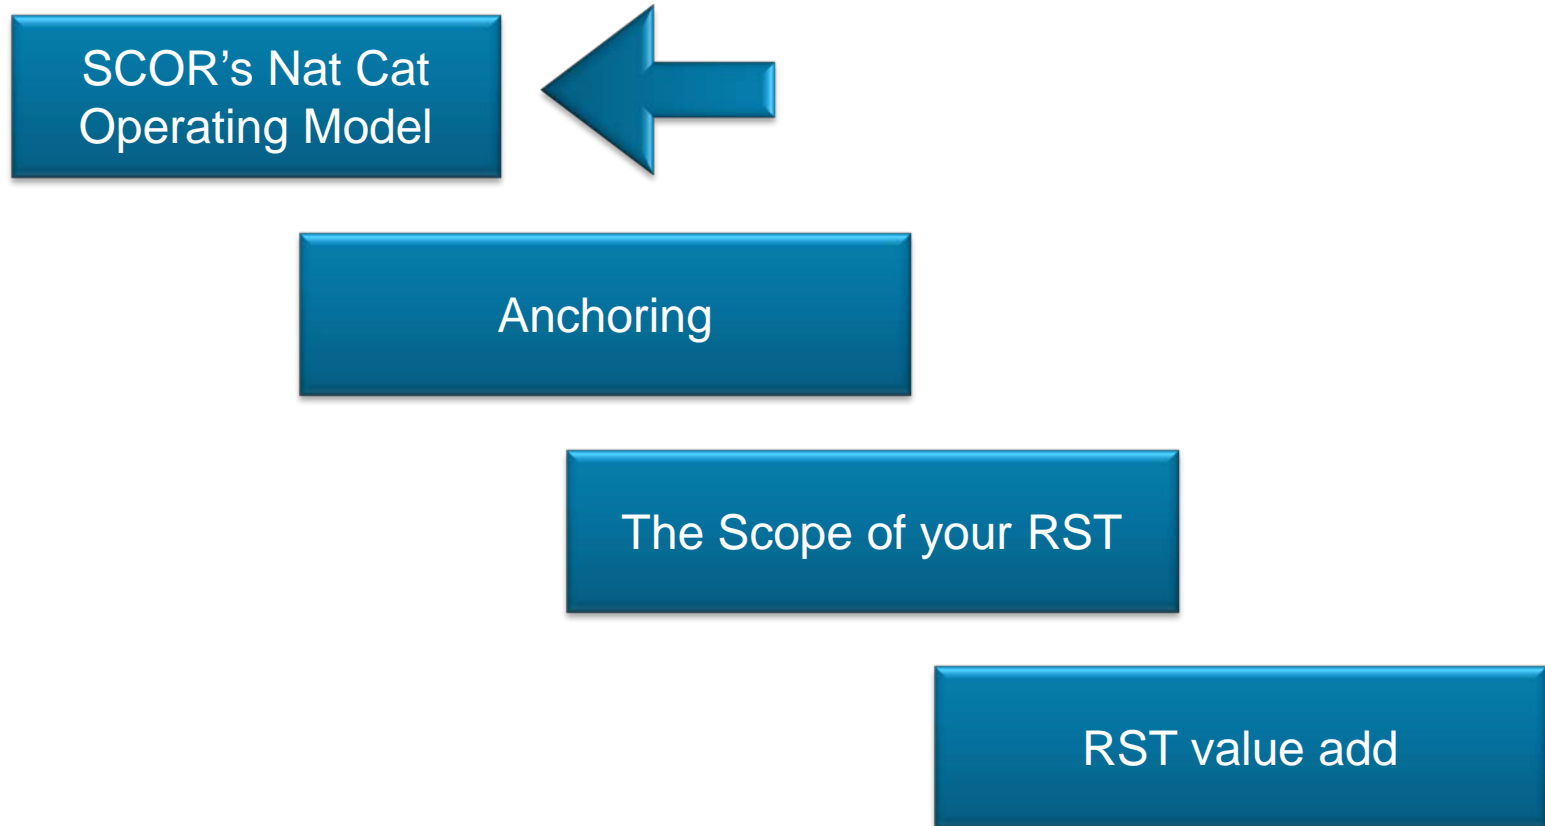 SCOR’s Nat Cat
Operating Model
Anchoring
The Scope of your RST
RST value add